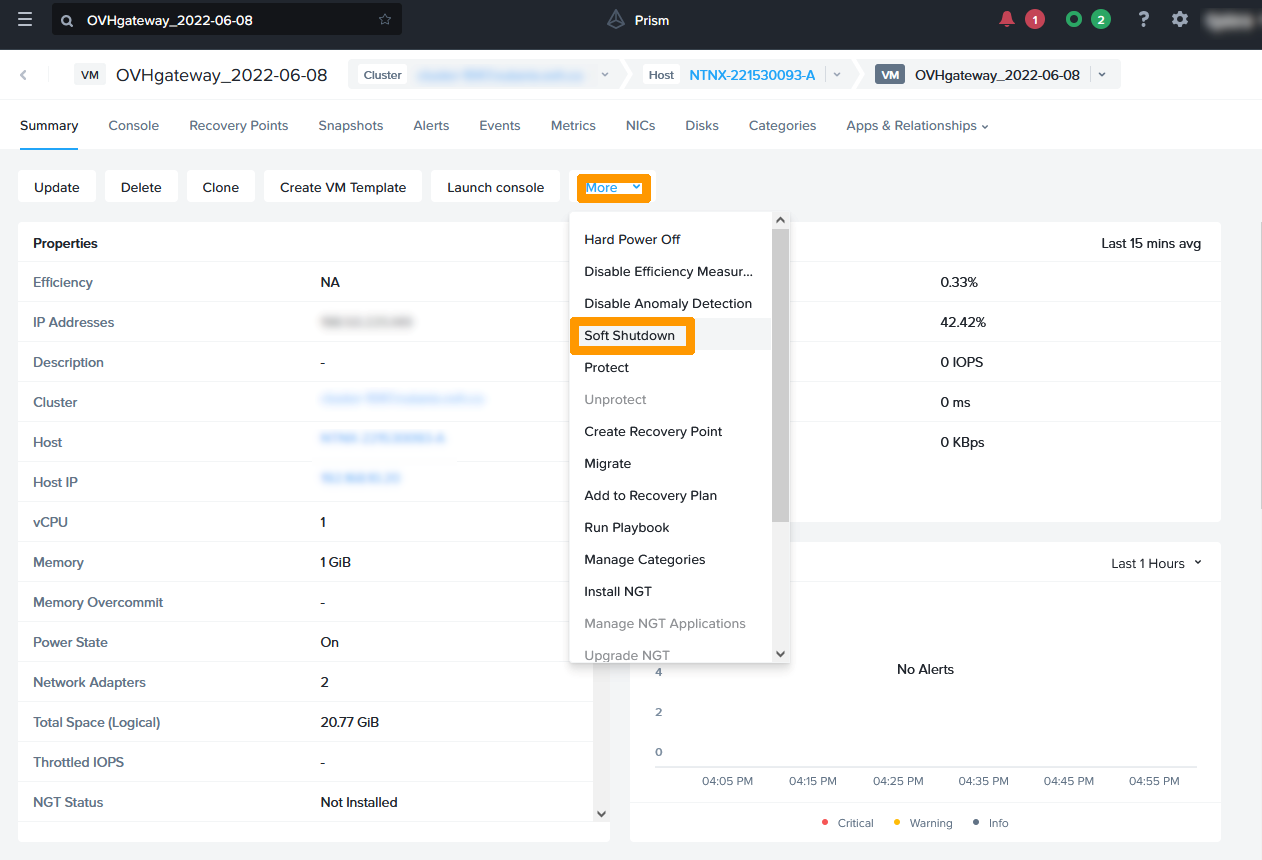 OVHgateway_2022-06-08
Prism
1
2
?
VM OVHgateway_2022-06-08
Cluster
Host NTNX-221530093-A
VM OVHgateway_2022-06-08
Summary Console Recovery Points Snapshots Alerts Events Metrics NICs Disks Categories Apps & Relationships
Update Delete Clone Create VM Template Launch console More
Hard Power Off
Disable Efficiency Measur...
Disable Anomaly Detection
Soft Shutdown
Protect
Unprotect
Create Recovery Point
Migrate
Add to Recovery Plan
Run Playbook
Manage Categories
Install NGT
Manage NGT Applications
Upgrade NGT
Properties
Efficiency NA
IP Addresses
Description -
Cluster
Host
Host IP
vCPU 1
Memory 1 GiB
Memory Overcommit -
Power State On
Network Adapters 2
Total Space (Logical) 20.77 GiB
Throttled IOPS -
NGT Status Not Installed
Last 15 mins avg
0.33%
42.42%
0 IOPS
0 ms
0 KBps
Last 1 Hours
No Alerts
4
2
0
04:05 PM 04:15 PM 04:25 PM 04:35 PM 04:45 PM 04:55 PM
Critical Warning Info